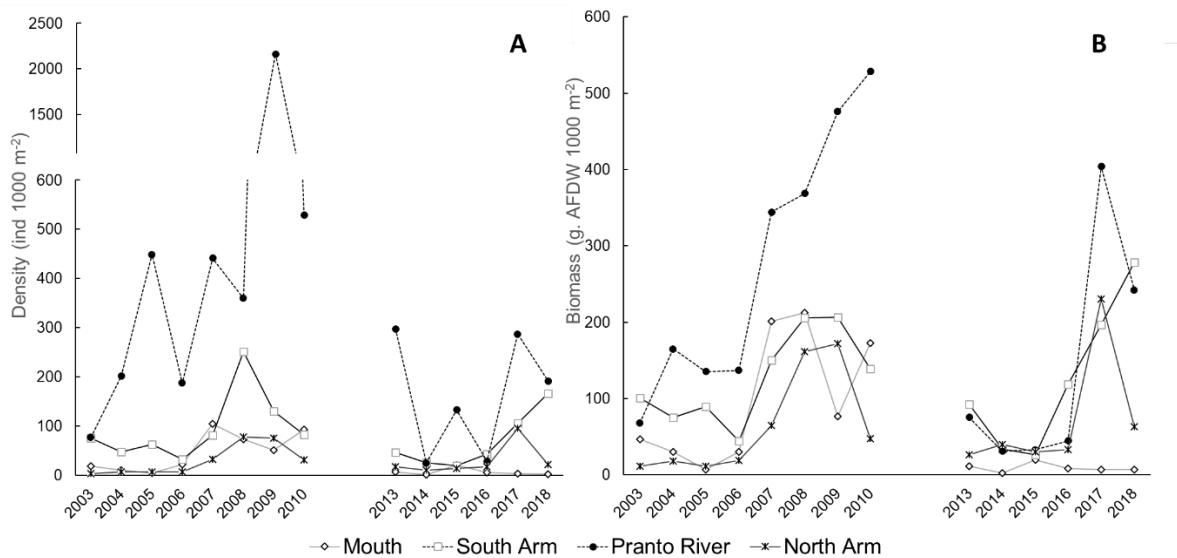 A
Density (ind 1000 m-2)
2500
2000
1500
600
500
400
300
200
100
0
2003 2004 2005 2006 2007 2008 2009 2010 2013 2014 2015 2016 2017 2018
B
Biomass (g. AFDW 1000 m-2)
600
500
400
300
200
100
0
2003 2004 2005 2006 2007 2008 2009 2010 2013 2014 2015 2016 2017 2018
Mouth South Arm Pranto River North Arm